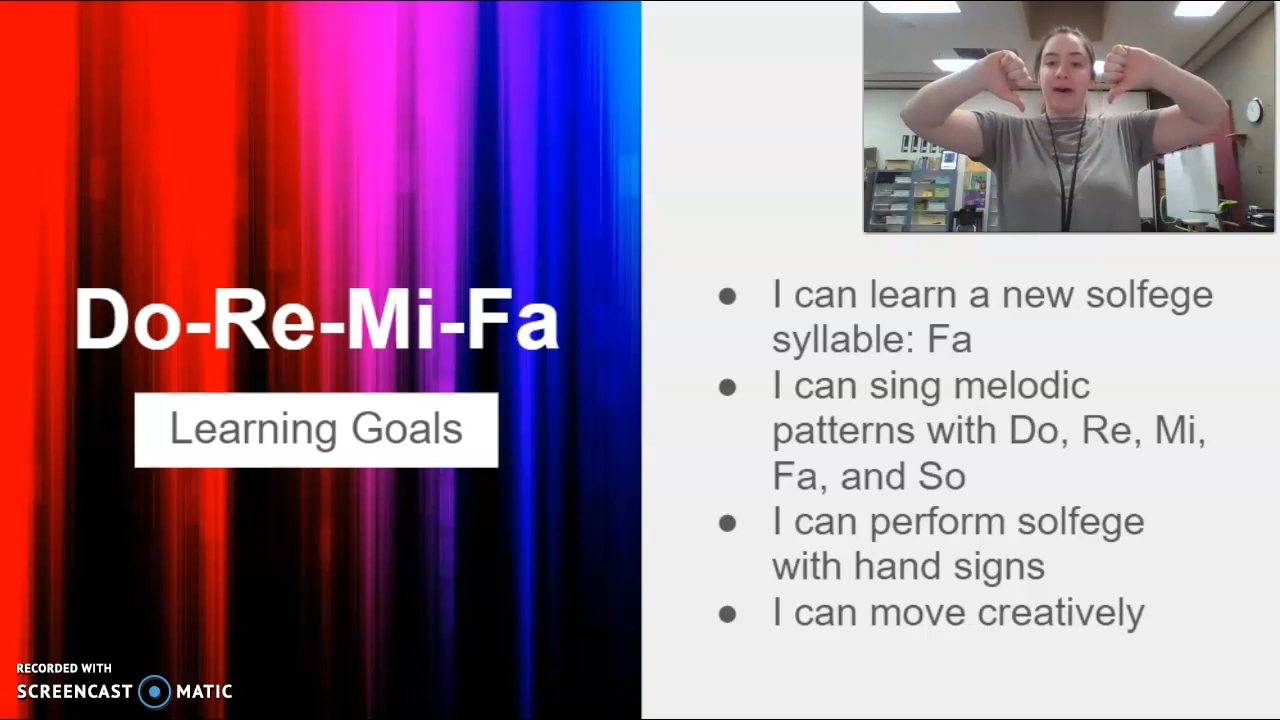 Do-Re-Mi-Fa
Learning Goals
● I can learn a new solfege
syllable: Fa
● I can sing melodic
patterns with Do, Re, Mi,
Fa, and So
● I can perform solfege
with hand signs
● I can move creatively
RECORDED WITH
SCREENCAST MATIC